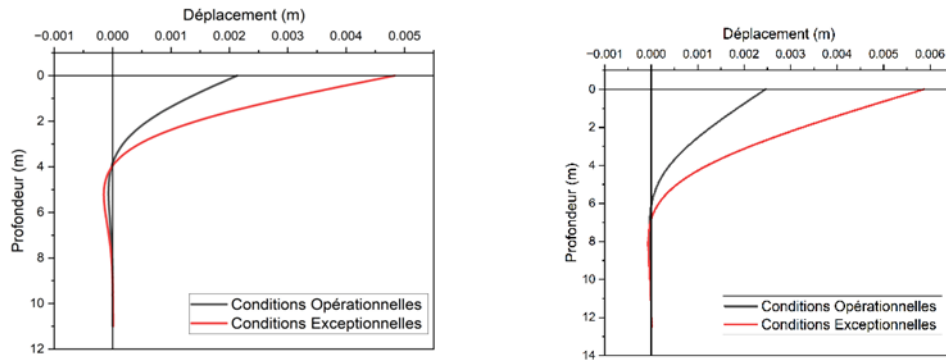 Déplacement (m)
−0.001 0.000 0.001 0.002 0.003 0.004 0.005
Profondeur (m)
0
2
4
6
8
10
12
Conditions Opérationnelles
Conditions Exceptionnelles
Déplacement (m)
−0.001 0.000 0.001 0.002 0.003 0.004 0.005 0.006
Profondeur (m)
0
2
4
6
8
10
12
14
Conditions Opérationnelles
Conditions Exceptionnelles